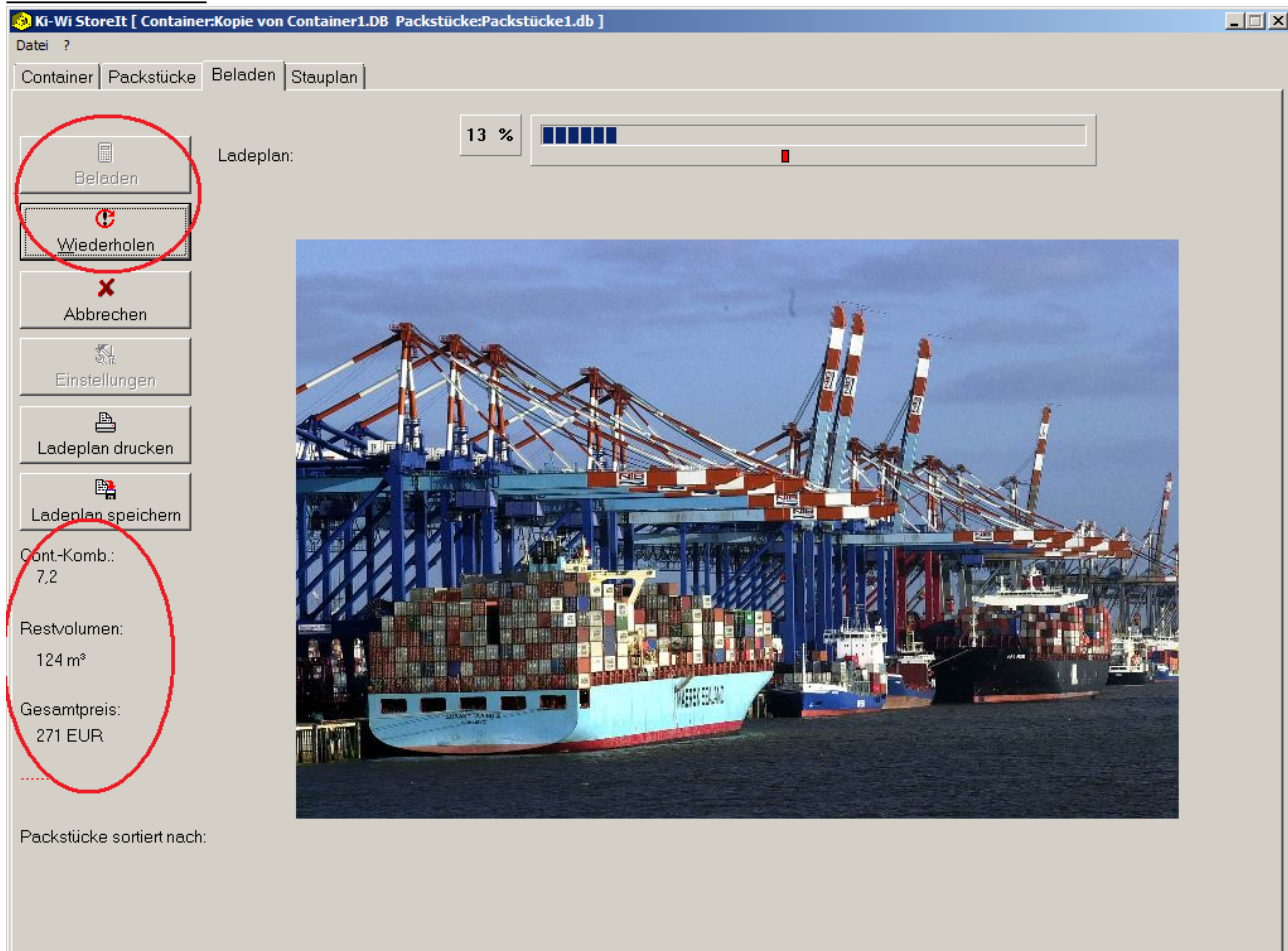 Ki-Wi StoreIt [ Container:Kopie von Container1.DB Packstücke:Packstücke1.db ]
Datei ?
Container Packstücke Beladen Stauplan
13 %
Ladeplan:
Beladen
Wiederholen
Abbrechen
Einstellungen
Ladeplan drucken
Ladeplan speichern
Cont.-Komb.:
7,2
Restvolumen:
124 m³
Gesamtpreis:
271 EUR
Packstücke sortiert nach:
MAERSK SEALAND